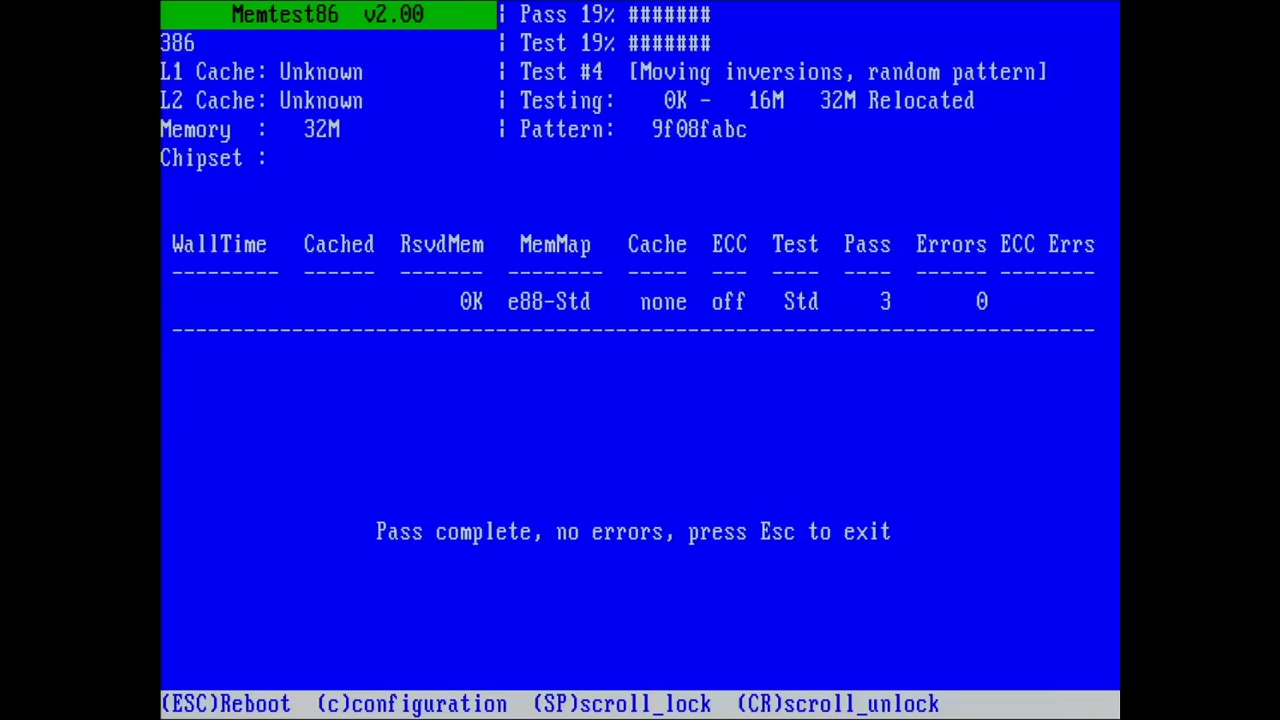 Memtest86 v2.00 | Pass 19% #######
386 | Test 19% #######
L1 Cache: Unknown | Test #4 [Moving inversions, random pattern]
L2 Cache: Unknown | Testing: 0K - 16M 32M Relocated
Memory : 32M | Pattern: 9f08fabc
Chipset :
WallTime Cached RsvdMem MemMap Cache ECC Test Pass Errors ECC Errs
--------- ------ ------- -------- ----- --- ---- ---- ------ --------
0K e88-Std none off Std 3 0
-----------------------------------------------------------------------------
Pass complete, no errors, press Esc to exit
(ESC)Reboot (c)configuration (SP)scroll_lock (CR)scroll_unlock